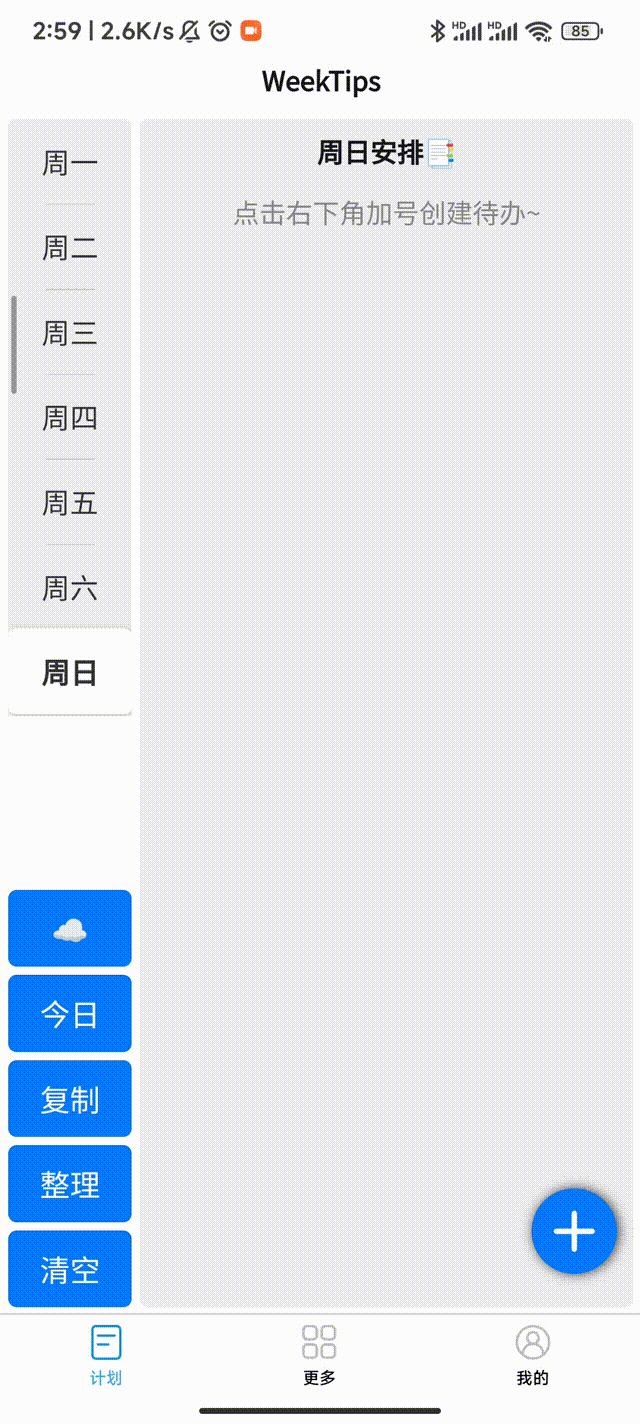 2:59 | 2.6K/s HD HD 85
WeekTips
周一
周二
周三
周四
周五
周六
周日
周日安排
点击右下角加号创建待办~
今日
复制
整理
清空
计划
更多
我的